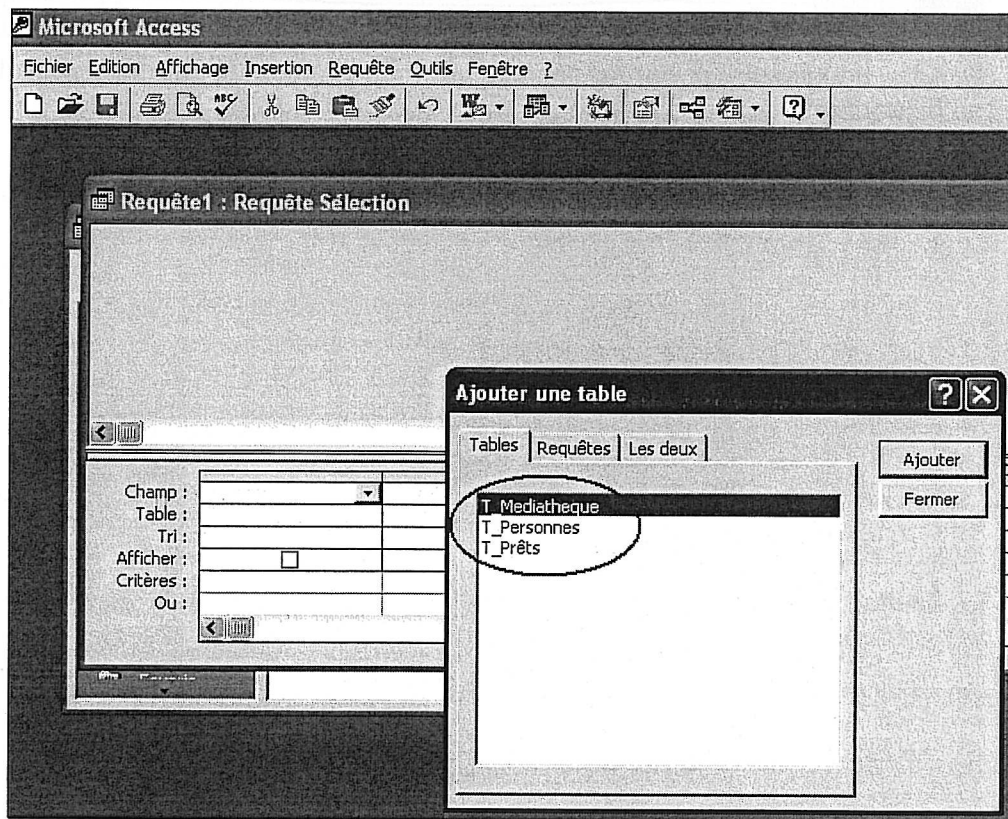 Microsoft Access
Fichier Edition Affichage Insertion Requête Outils Fenêtre ?
Requête1 : Requête Sélection
Ajouter une table
Tables Requêtes Les deux
Ajouter
Fermer
T_Mediatheque
T_Personnes
T_Prêts
Champ :
Table :
Tri :
Afficher :
Critères :
Ou :